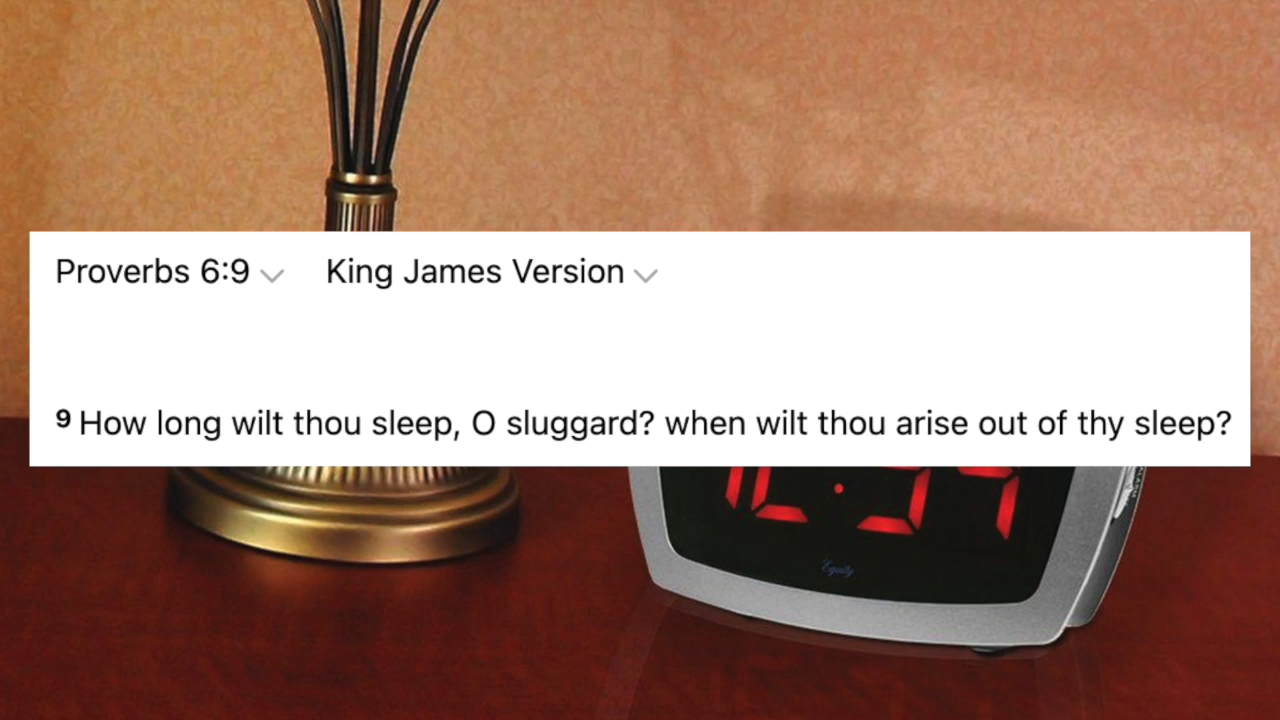 Proverbs 6:9 King James Version
9 How long wilt thou sleep, O sluggard? when wilt thou arise out of thy sleep?
Equity